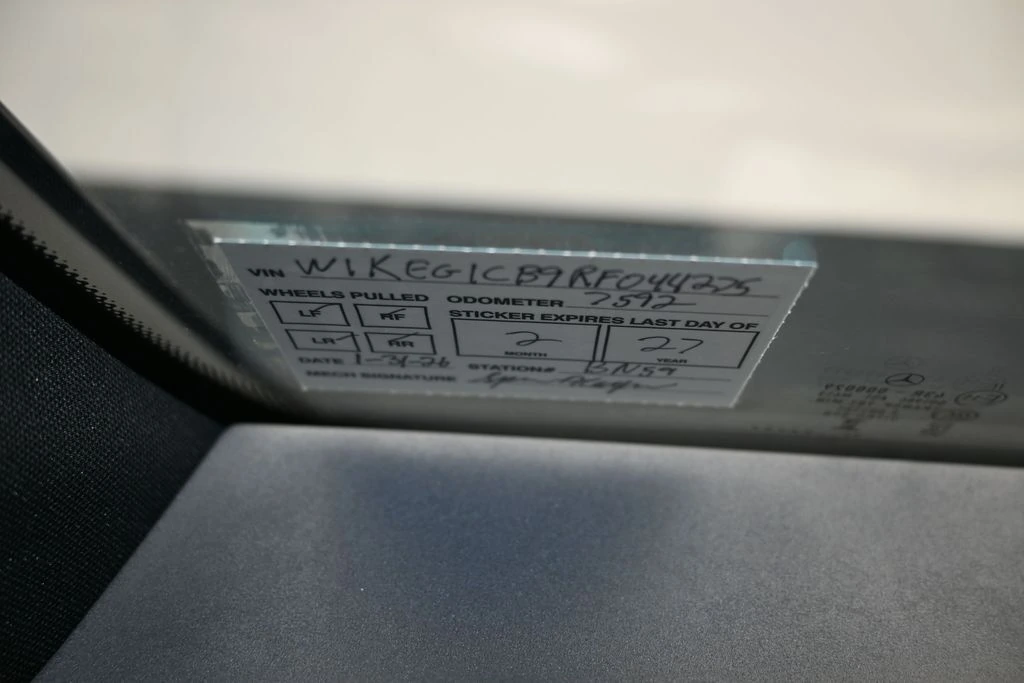 VIN W1KEG1CB9RF044275
WHEELS PULLED ODOMETER 7592
LF RF STICKER EXPIRES LAST DAY OF
LR RR 2 27
MONTH YEAR
DATE 1-31-26 STATION# BN59
MECH SIGNATURE